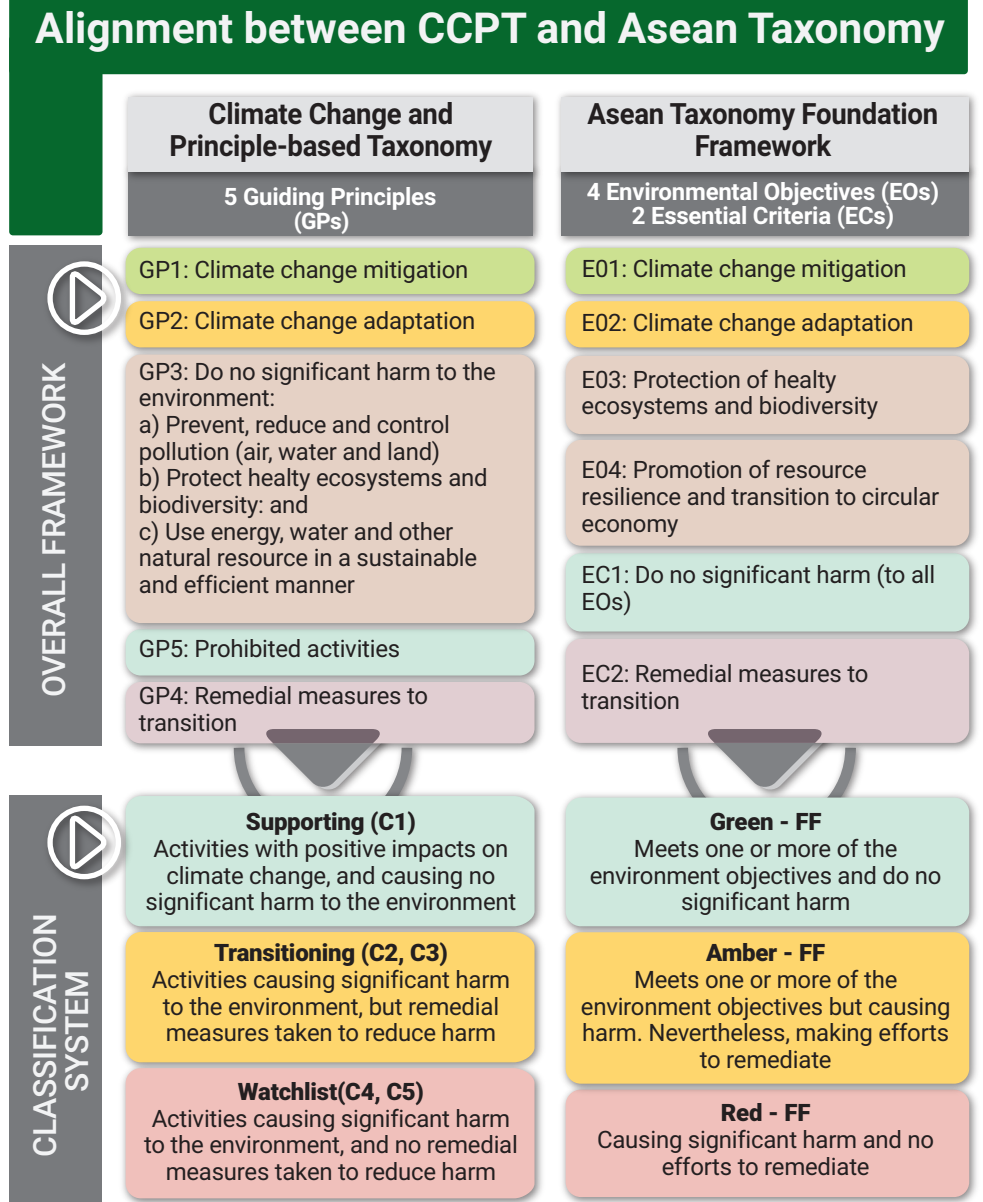 Alignment between CCPT and Asean Taxonomy
Climate Change and
Principle-based Taxonomy
5 Guiding Principles
(GPs)
Asean Taxonomy Foundation
Framework
4 Environmental Objectives (EOs)
2 Essential Criteria (ECs)
OVERALL FRAMEWORK
GP1: Climate change mitigation
GP2: Climate change adaptation
GP3: Do no significant harm to the
environment:
a) Prevent, reduce and control
pollution (air, water and land)
b) Protect healty ecosystems and
biodiversity: and
c) Use energy, water and other
natural resource in a sustainable
and efficient manner
GP5: Prohibited activities
GP4: Remedial measures to
transition
E01: Climate change mitigation
E02: Climate change adaptation
E03: Protection of healty
ecosystems and biodiversity
E04: Promotion of resource
resilience and transition to circular
economy
EC1: Do no significant harm (to all
EOs)
EC2: Remedial measures to
transition
CLASSIFICATION
SYSTEM
Supporting (C1)
Activities with positive impacts on
climate change, and causing no
significant harm to the environment
Transitioning (C2, C3)
Activities causing significant harm
to the environment, but remedial
measures taken to reduce harm
Watchlist(C4, C5)
Activities causing significant harm
to the environment, and no remedial
measures taken to reduce harm
Green - FF
Meets one or more of the
environment objectives and do no
significant harm
Amber - FF
Meets one or more of the
environment objectives but causing
harm. Nevertheless, making efforts
to remediate
Red - FF
Causing significant harm and no
efforts to remediate